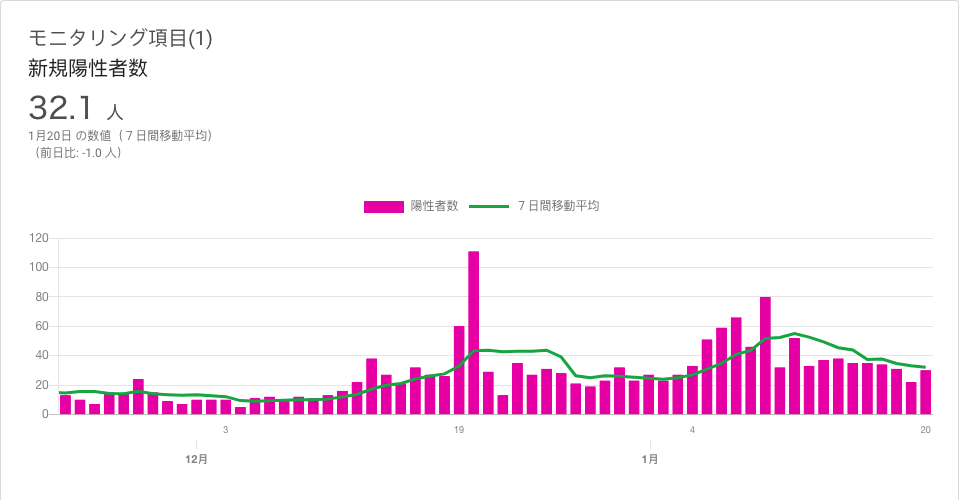 モニタリング項目(1)
新規陽性者数
32.1 人
1月20日 の数値（７日間移動平均）
（前日比: -1.0 人）
陽性者数 ７日間移動平均
120
100
80
60
40
20
0
3 19 4 20
12月 1月